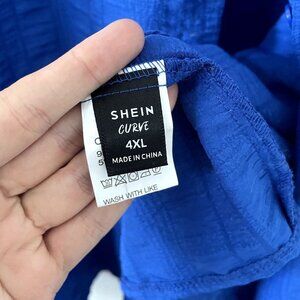 SHEIN
CURVE
4XL
MADE IN CHINA
WASH WITH LIKE